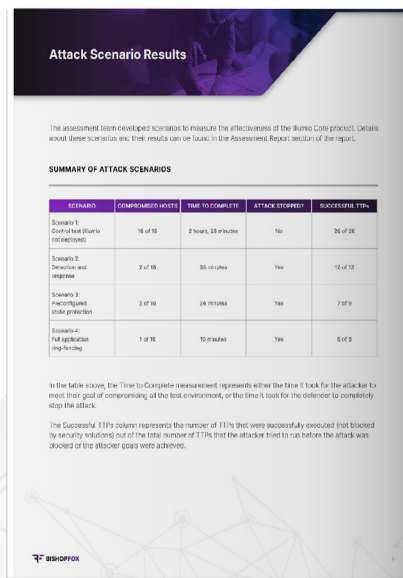 Attack Scenario Results
The assessment team developed scenarios to measure the effectiveness of the Illumio Core product. Details
about these scenarios and their results can be found in the Assessment Report section of the report.
SUMMARY OF ATTACK SCENARIOS
SCENARIO COMPROMISED HOSTS TIME TO COMPLETE ATTACK STOPPED? SUCCESSFUL TTPs
Scenario 1:
Control test (Illumio 16 of 16 2 hours, 28 minutes No 26 of 26
not deployed)
Scenario 2:
Detection and 2 of 16 38 minutes Yes 12 of 13
response
Scenario 3:
Preconfigured 2 of 16 24 minutes Yes 7 of 9
static protection
Scenario 4:
Full application 1 of 16 10 minutes Yes 6 of 8
ring-fencing
In the table above, the Time to Complete measurement represents either the time it took for the attacker to
meet their goal of compromising all the test environment, or the time it took for the defender to completely
stop the attack.
The Successful TTPs column represents the number of TTPs that were successfully executed (not blocked
by security solutions) out of the total number of TTPs that the attacker tried to run before the attack was
blocked or the attacker goals were achieved.
BISHOPFOX